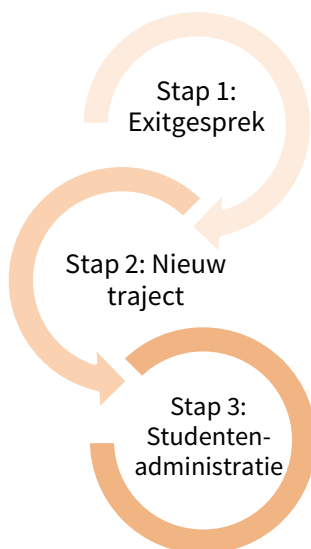 Stap 1:
Exitgesprek
Stap 2: Nieuw
traject
Stap 3:
Studenten-
administratie